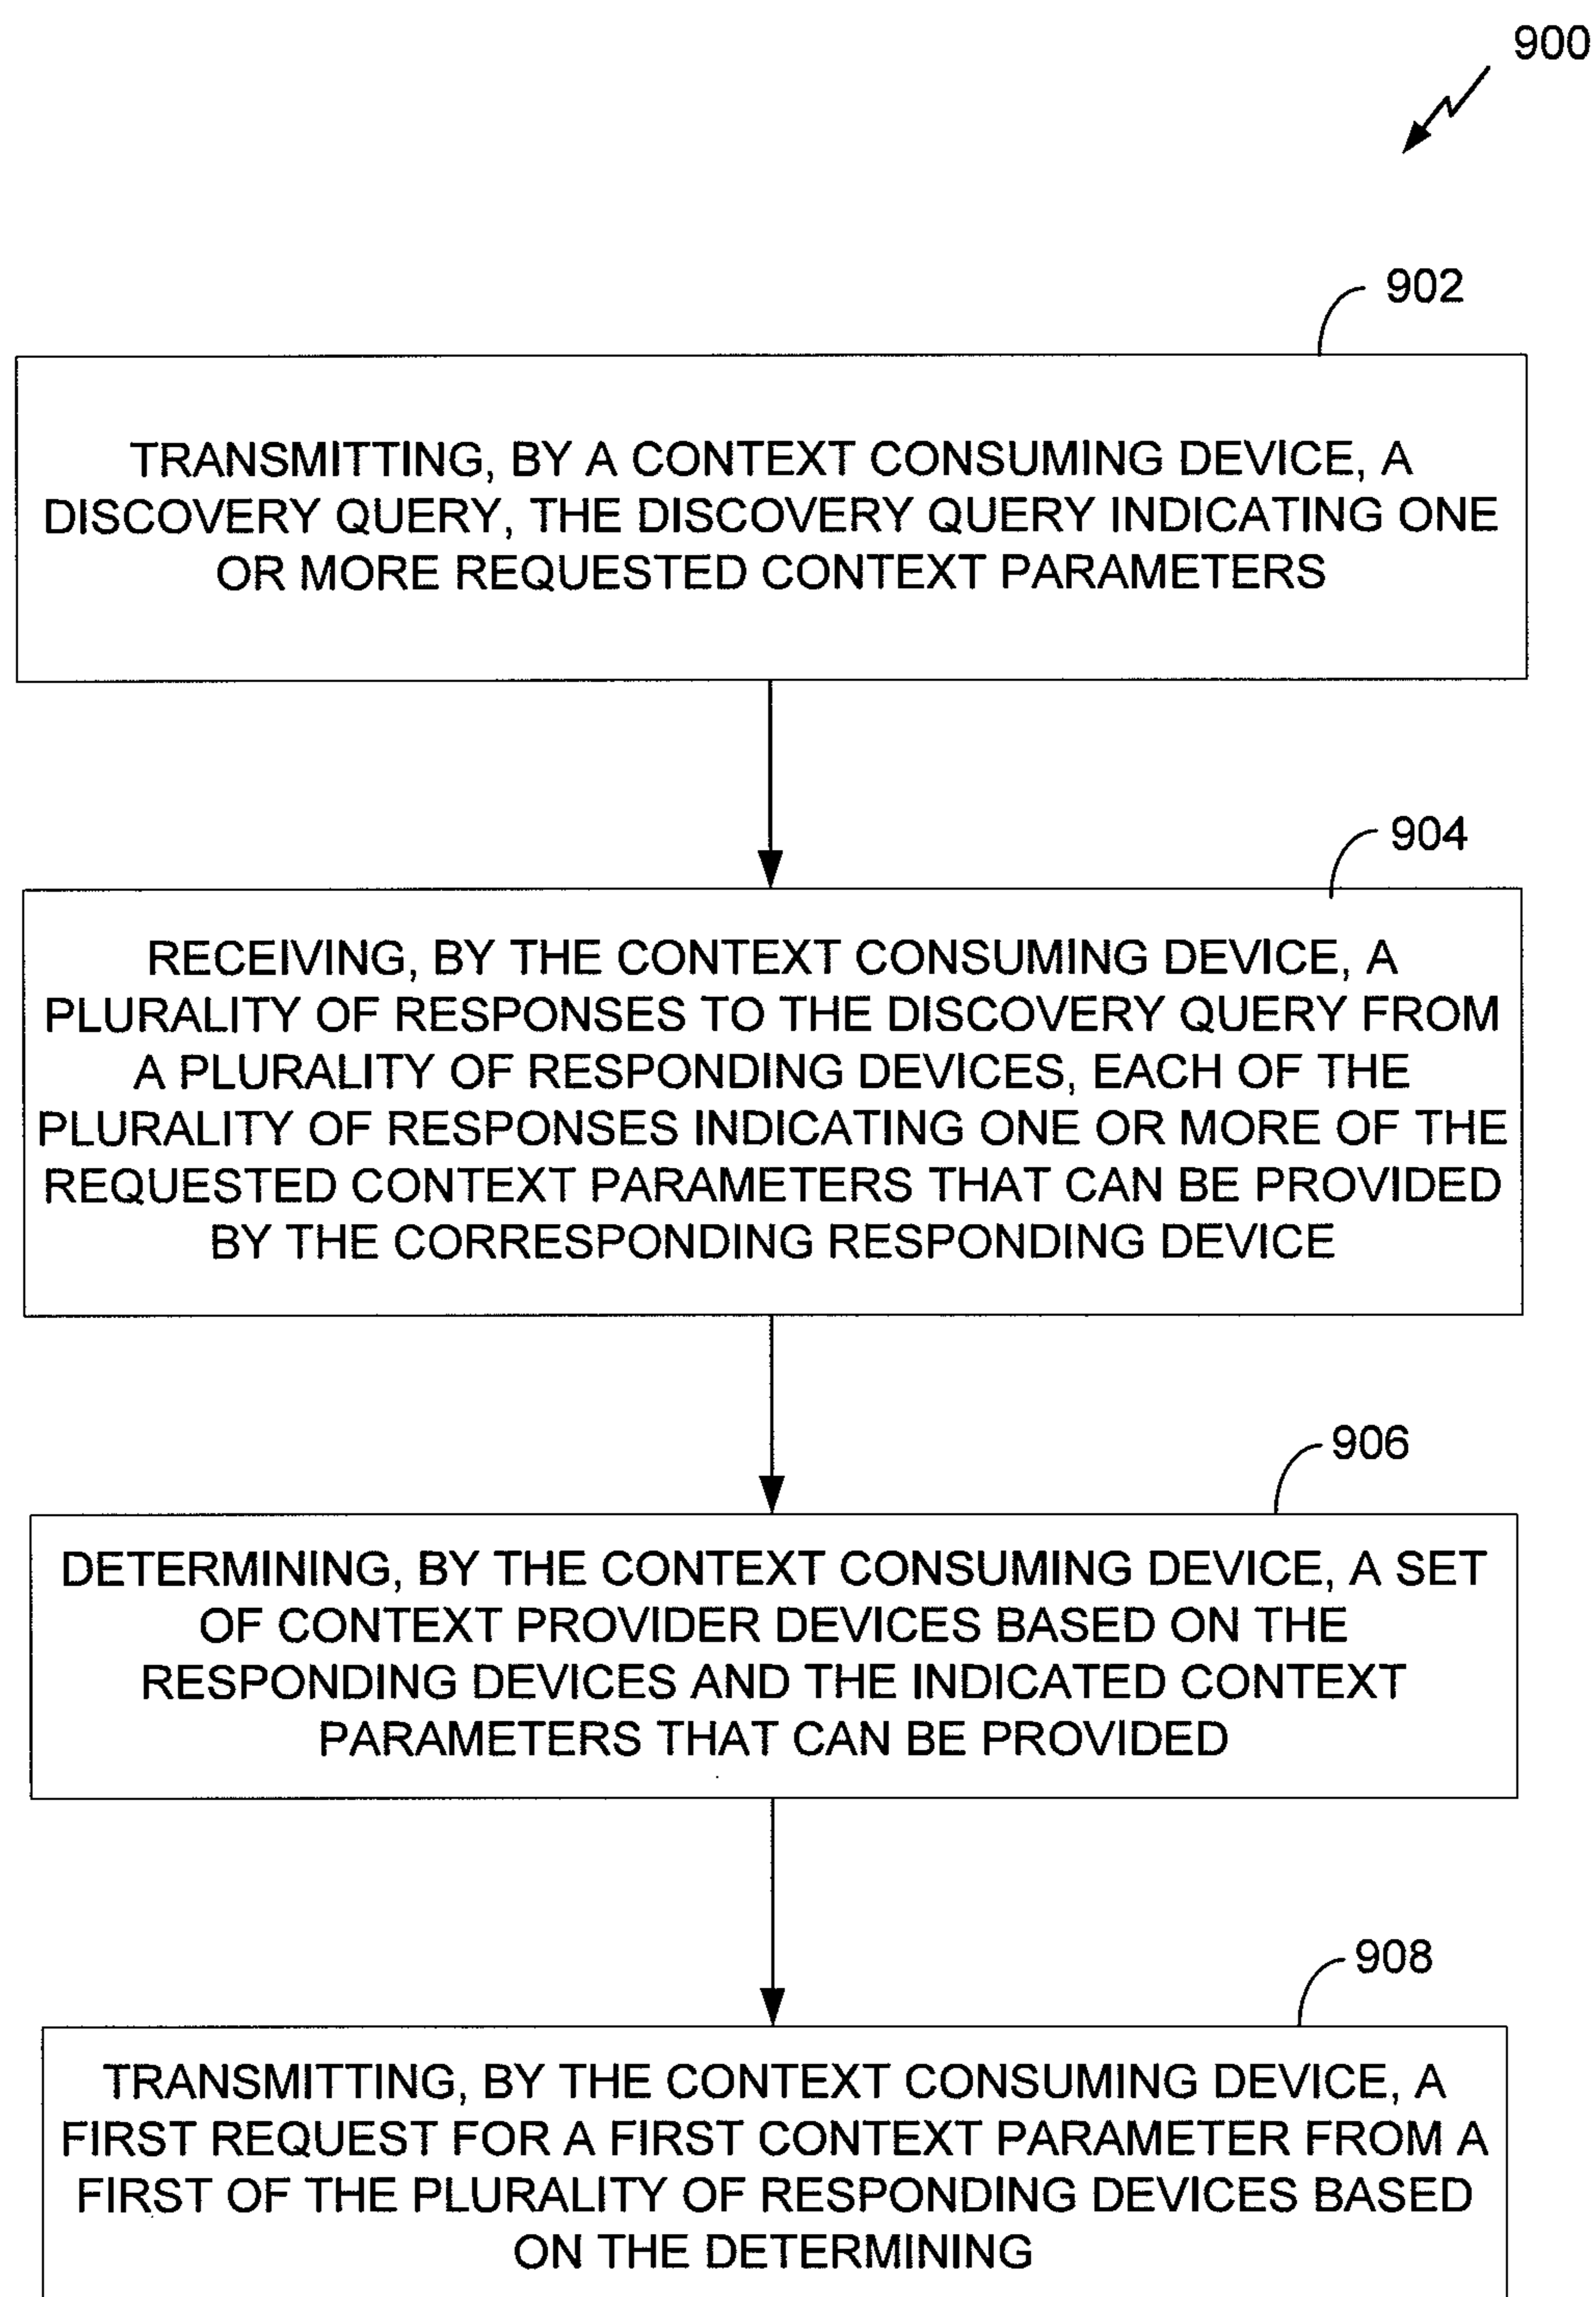 900
902
TRANSMITTING, BY A CONTEXT CONSUMING DEVICE, A
DISCOVERY QUERY, THE DISCOVERY QUERY INDICATING ONE
OR MORE REQUESTED CONTEXT PARAMETERS
904
RECEIVING, BY THE CONTEXT CONSUMING DEVICE, A
PLURALITY OF RESPONSES TO THE DISCOVERY QUERY FROM
A PLURALITY OF RESPONDING DEVICES, EACH OF THE
PLURALITY OF RESPONSES INDICATING ONE OR MORE OF THE
REQUESTED CONTEXT PARAMETERS THAT CAN BE PROVIDED
BY THE CORRESPONDING RESPONDING DEVICE
906
DETERMINING, BY THE CONTEXT CONSUMING DEVICE, A SET
OF CONTEXT PROVIDER DEVICES BASED ON THE
RESPONDING DEVICES AND THE INDICATED CONTEXT
PARAMETERS THAT CAN BE PROVIDED
908
TRANSMITTING, BY THE CONTEXT CONSUMING DEVICE, A
FIRST REQUEST FOR A FIRST CONTEXT PARAMETER FROM A
FIRST OF THE PLURALITY OF RESPONDING DEVICES BASED
ON THE DETERMINING